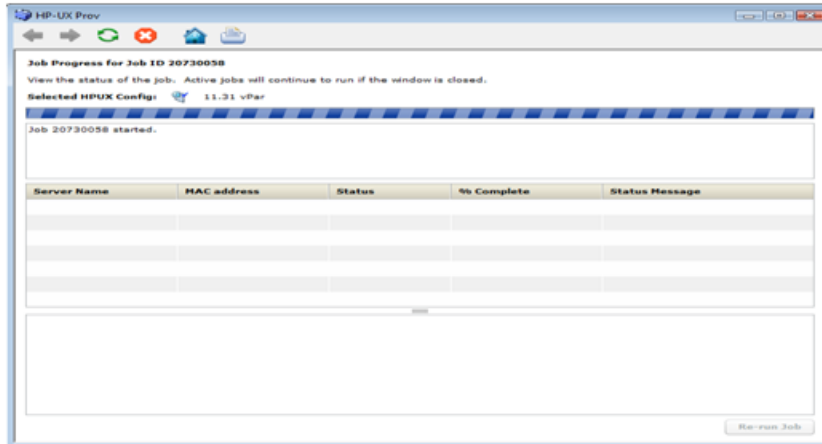 HP-UX Prov
Job Progress for Job ID 20730058
View the status of the job. Active jobs will continue to run if the window is closed.
Selected HPUX Config: 11.31 vPar
Job 20730058 started.
Server Name MAC address Status % Complete Status Message
Re-run Job